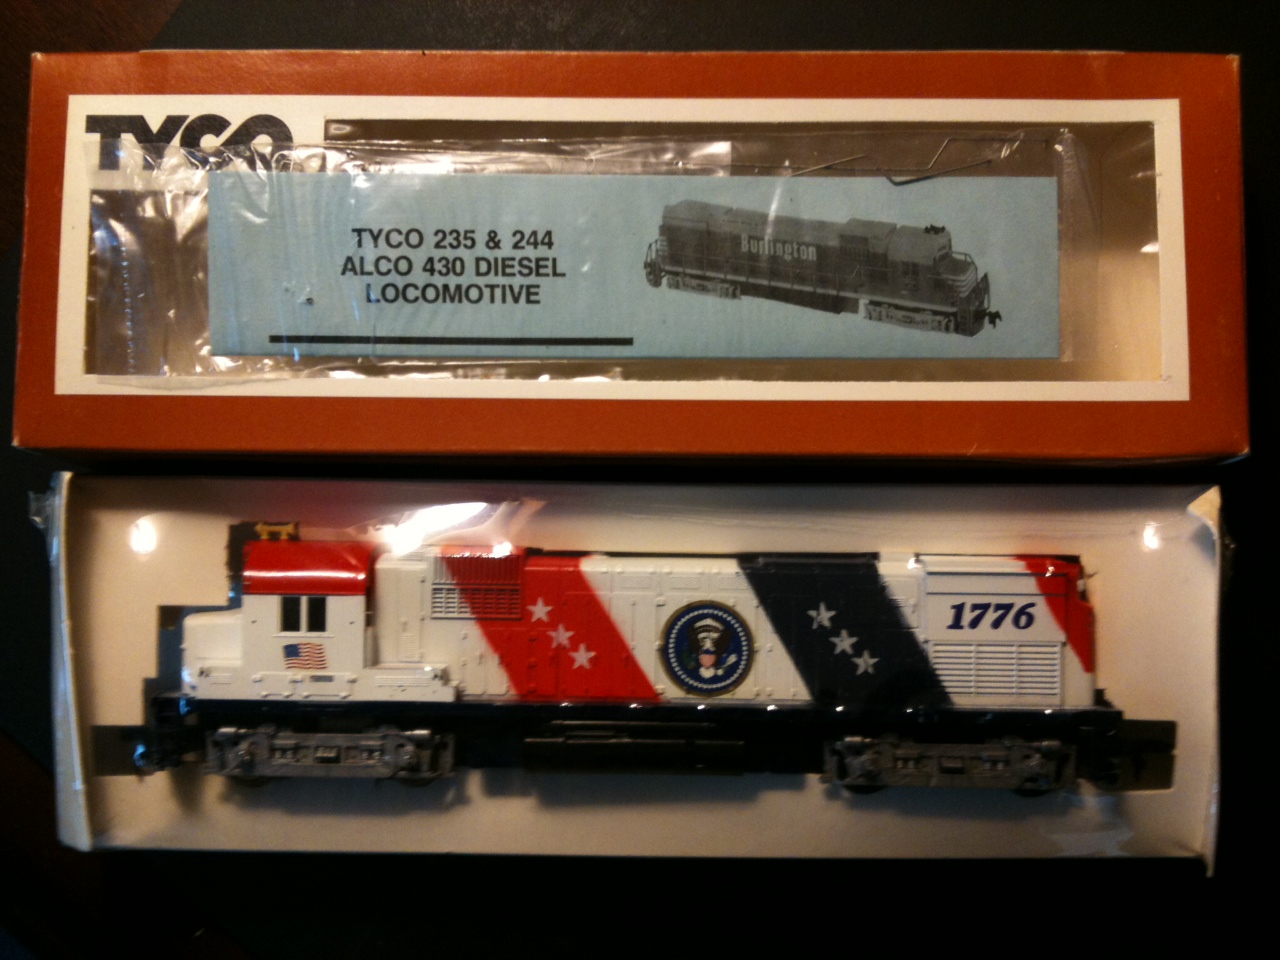 TYCO
TYCO 235 & 244
ALCO 430 DIESEL
LOCOMOTIVE
Burlington
1776